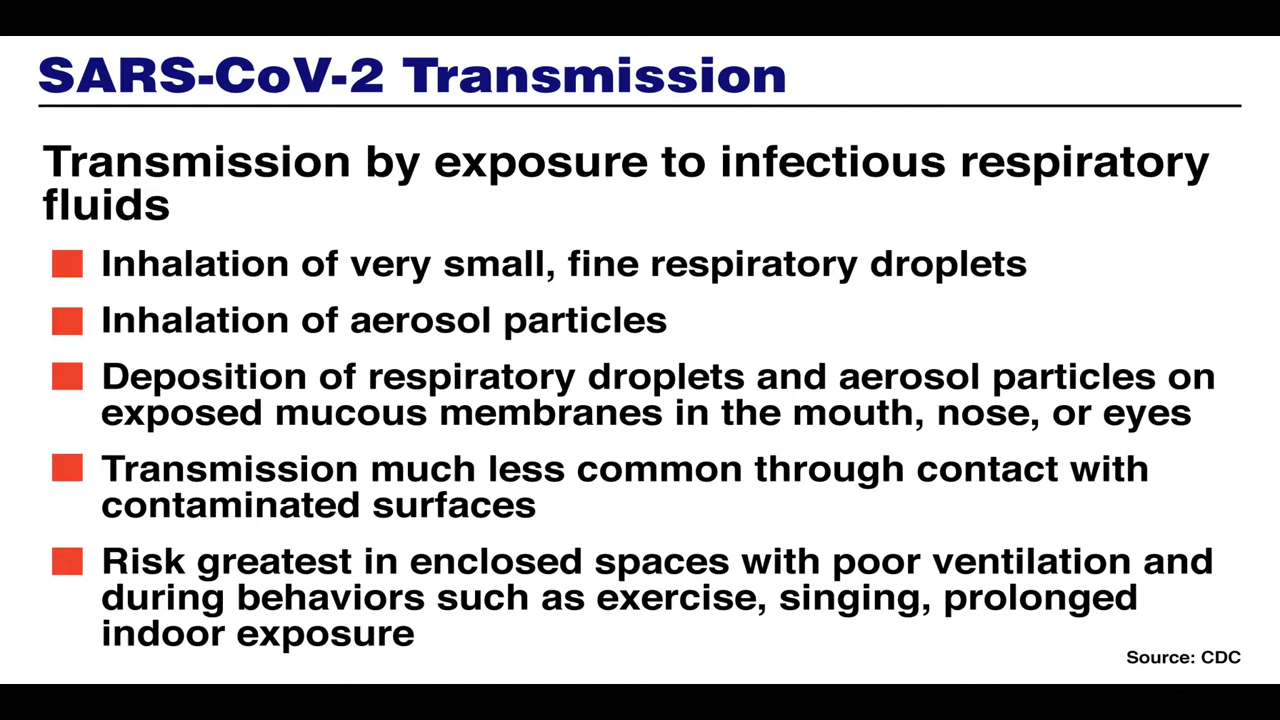 SARS-CoV-2 Transmission
Transmission by exposure to infectious respiratory
fluids
Inhalation of very small, fine respiratory droplets
Inhalation of aerosol particles
Deposition of respiratory droplets and aerosol particles on
exposed mucous membranes in the mouth, nose, or eyes
Transmission much less common through contact with
contaminated surfaces
Risk greatest in enclosed spaces with poor ventilation and
during behaviors such as exercise, singing, prolonged
indoor exposure
Source: CDC